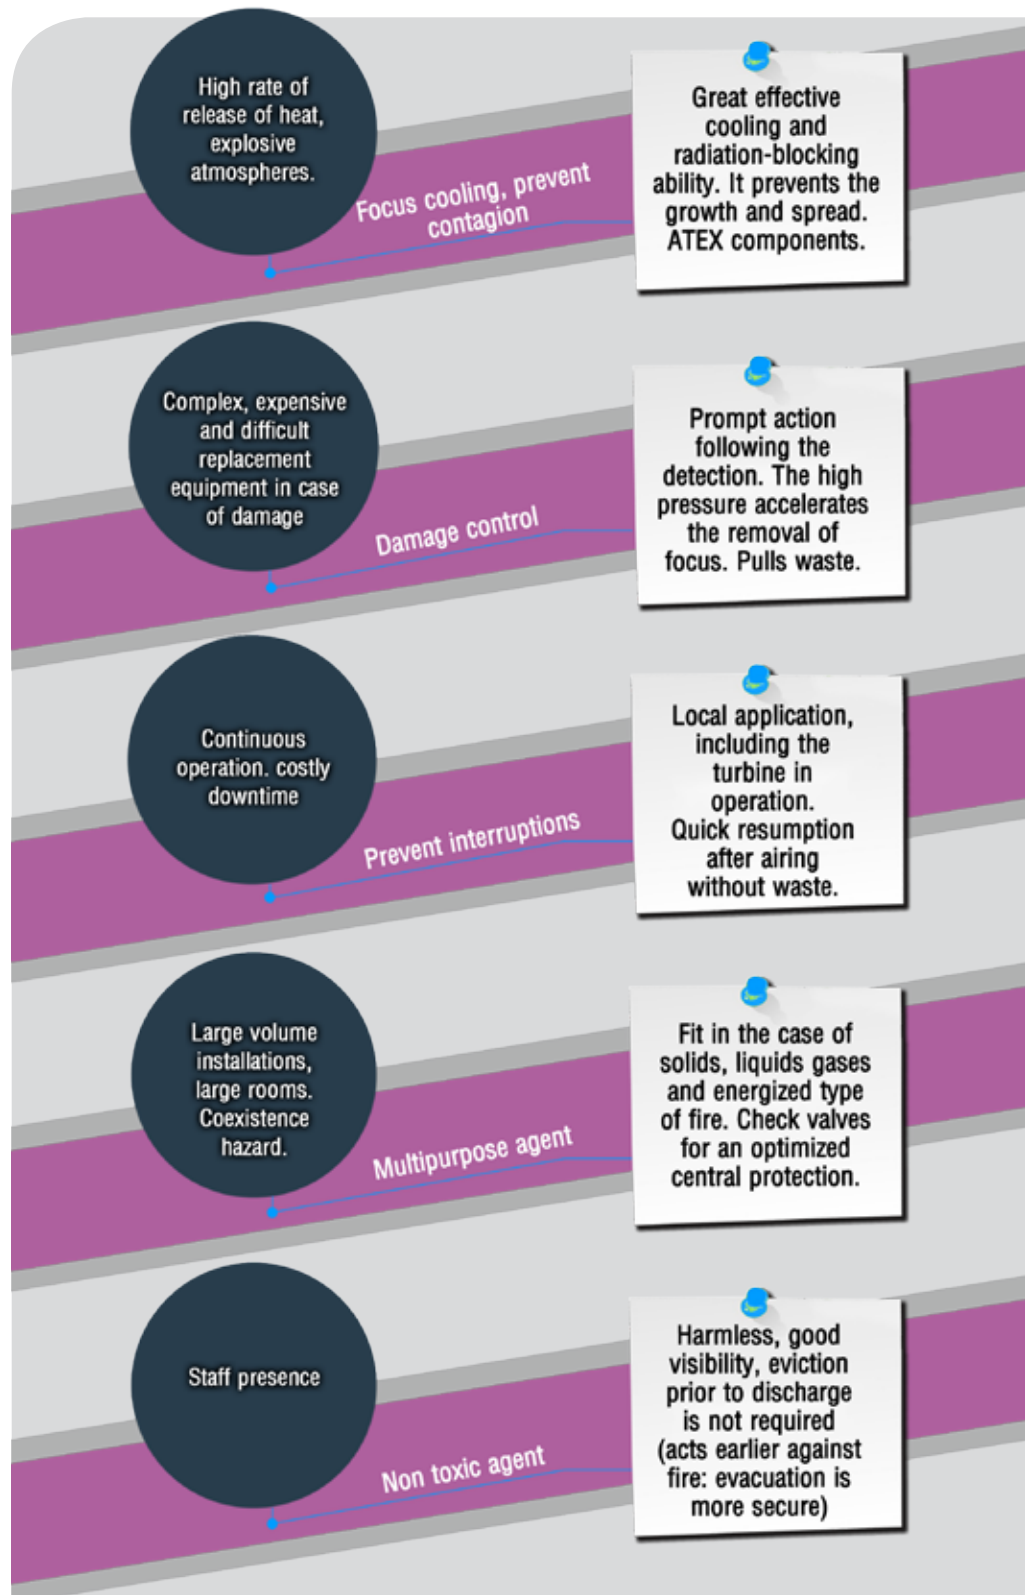 High rate of
release of heat,
explosive
atmospheres.
Focus cooling, prevent
contagion
Great effective
cooling and
radiation-blocking
ability. It prevents the
growth and spread.
ATEX components.
Complex, expensive
and difficult
replacement
equipment in case
of damage
Damage control
Prompt action
following the
detection. The high
pressure accelerates
the removal of
focus. Pulls waste.
Continuous
operation. costly
downtime
Prevent interruptions
Local application,
including the
turbine in
operation.
Quick resumption
after airing
without waste.
Large volume
installations,
large rooms.
Coexistence
hazard.
Multipurpose agent
Fit in the case of
solids, liquids gases
and energized type
of fire. Check valves
for an optimized
central protection.
Staff presence
Non toxic agent
Harmless, good
visibility, eviction
prior to discharge
is not required
(acts earlier against
fire: evacuation is
more secure)